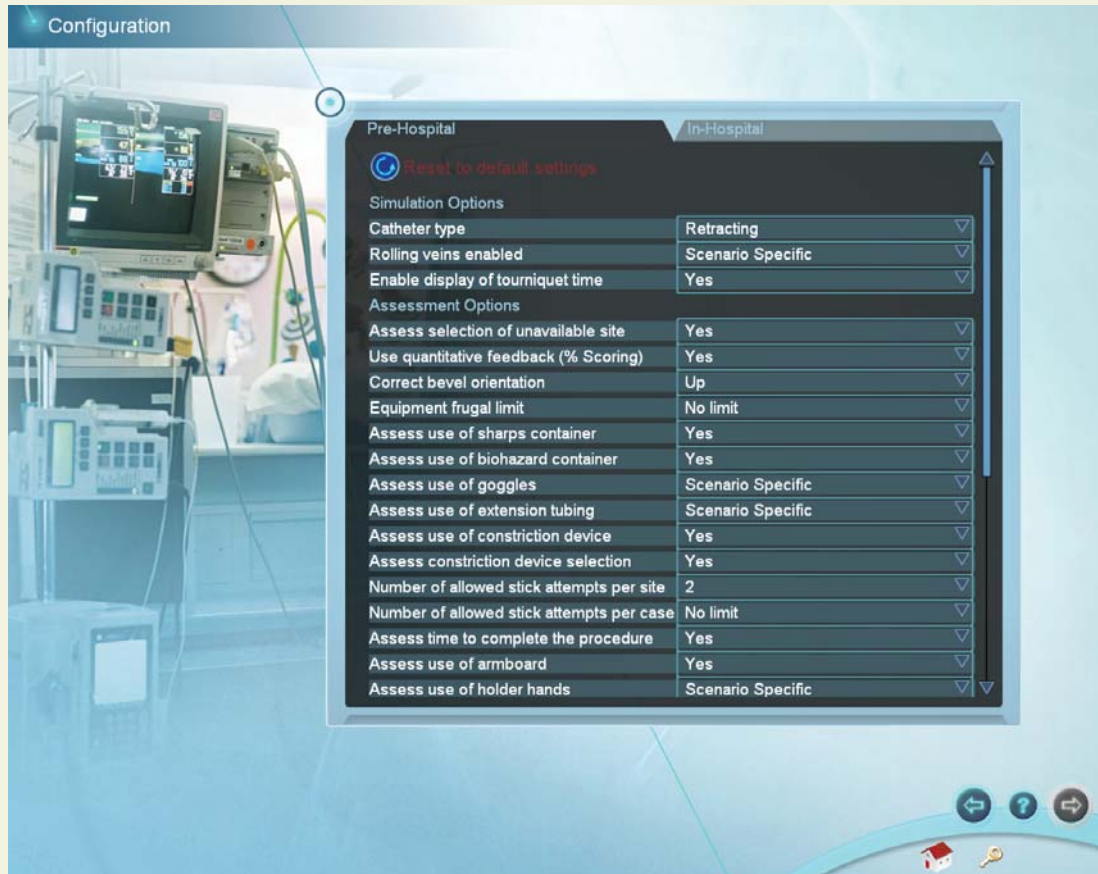 Configuration
Pre-Hospital In-Hospital
Reset to default settings
Simulation Options
Catheter type Retracting
Rolling veins enabled Scenario Specific
Enable display of tourniquet time Yes
Assessment Options
Assess selection of unavailable site Yes
Use quantitative feedback (% Scoring) Yes
Correct bevel orientation Up
Equipment frugal limit No limit
Assess use of sharps container Yes
Assess use of biohazard container Yes
Assess use of goggles Scenario Specific
Assess use of extension tubing Scenario Specific
Assess use of constriction device Yes
Assess constriction device selection Yes
Number of allowed stick attempts per site 2
Number of allowed stick attempts per case No limit
Assess time to complete the procedure Yes
Assess use of armboard Yes
Assess use of holder hands Scenario Specific
?